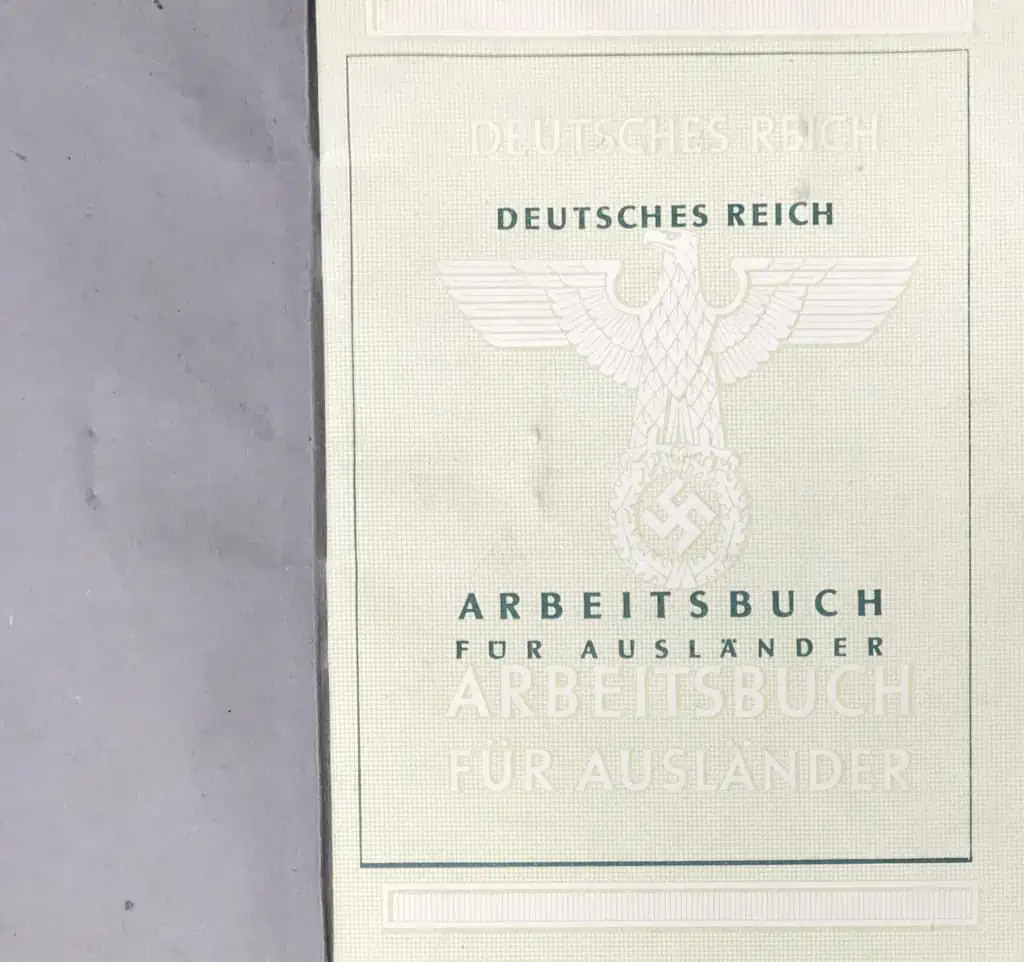 DEUTSCHES REICH
DEUTSCHES REICH
ARBEITSBUCH
FÜR AUSLÄNDER
ARBEITSBUCH
FÜR AUSLÄNDER